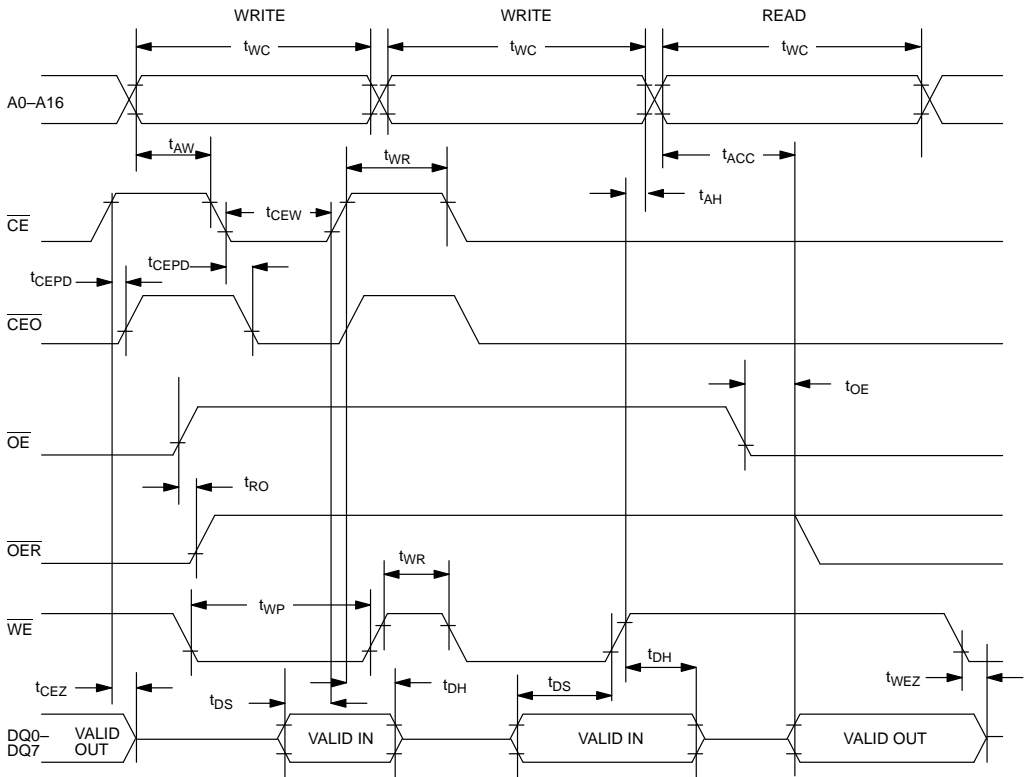 WRITE WRITE READ
tWC tWC tWC
A0–A16
tAW tWR tACC
tAH
CE
tCEW
tCEPD tCEPD
CEO
tOE
OE
tRO
OER
tWR
tWP
WE
tDH
tCEZ tDS tDH tDS tWEZ
DQ0–
DQ7
VALID
OUT
VALID IN VALID IN VALID OUT